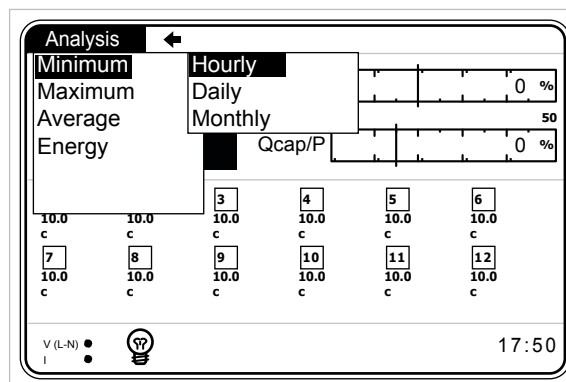 Analysis
Minimum
Maximum
Average
Energy
Hourly
Daily
Monthly
0 %
50
Qcap/P
0 %
3 4 5 6
10.0 10.0 10.0 10.0 10.0 10.0
c c c c c c
7 8 9 10 11 12
10.0 10.0 10.0 10.0 10.0 10.0
c c c c c c
V (L-N)
I
17:50